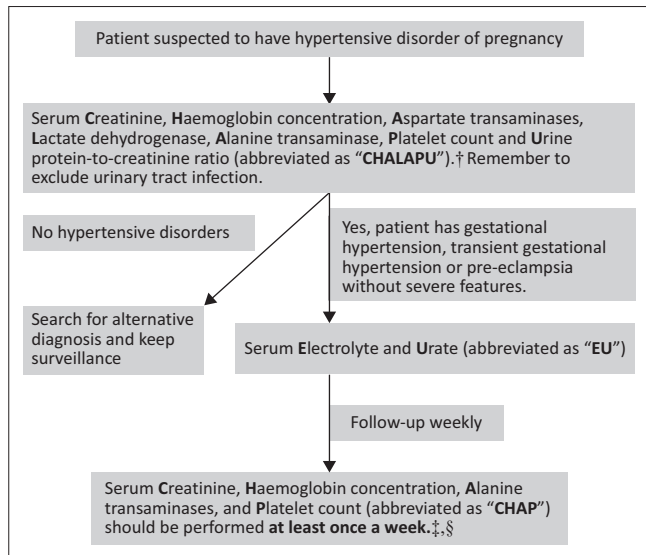 Patient suspected to have hypertensive disorder of pregnancy
Serum Creatinine, Haemoglobin concentration, Aspartate transaminases,
Lactate dehydrogenase, Alanine transaminase, Platelet count and Urine
protein-to-creatinine ratio (abbreviated as “CHALAPU”).† Remember to
exclude urinary tract infection.
No hypertensive disorders
Yes, patient has gestational
hypertension, transient gestational
hypertension or pre-eclampsia
without severe features.
Search for alternative
diagnosis and keep
surveillance
Serum Electrolyte and Urate (abbreviated as “EU”)
Follow-up weekly
Serum Creatinine, Haemoglobin concentration, Alanine
transaminases, and Platelet count (abbreviated as “CHAP”)
should be performed at least once a week.‡,§